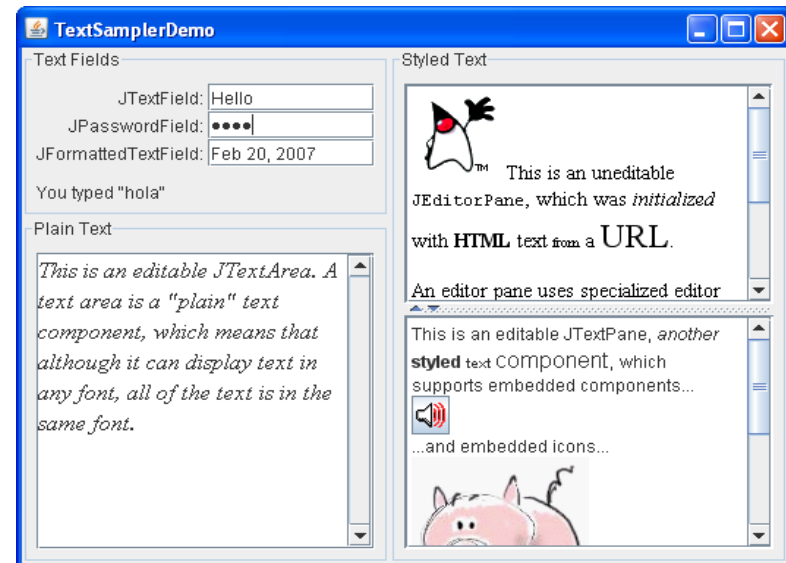 TextSamplerDemo
Text Fields
JTextField: Hello
JPasswordField: ●●●●
JFormattedTextField: Feb 20, 2007
You typed "hola"
Plain Text
This is an editable JTextArea. A
text area is a "plain" text
component, which means that
although it can display text in
any font, all of the text is in the
same font.
Styled Text
TM This is an uneditable
JEditorPane, which was initialized
with HTML text from a URL.
An editor pane uses specialized editor
This is an editable JTextPane, another
styled text component, which
supports embedded components...
...and embedded icons...